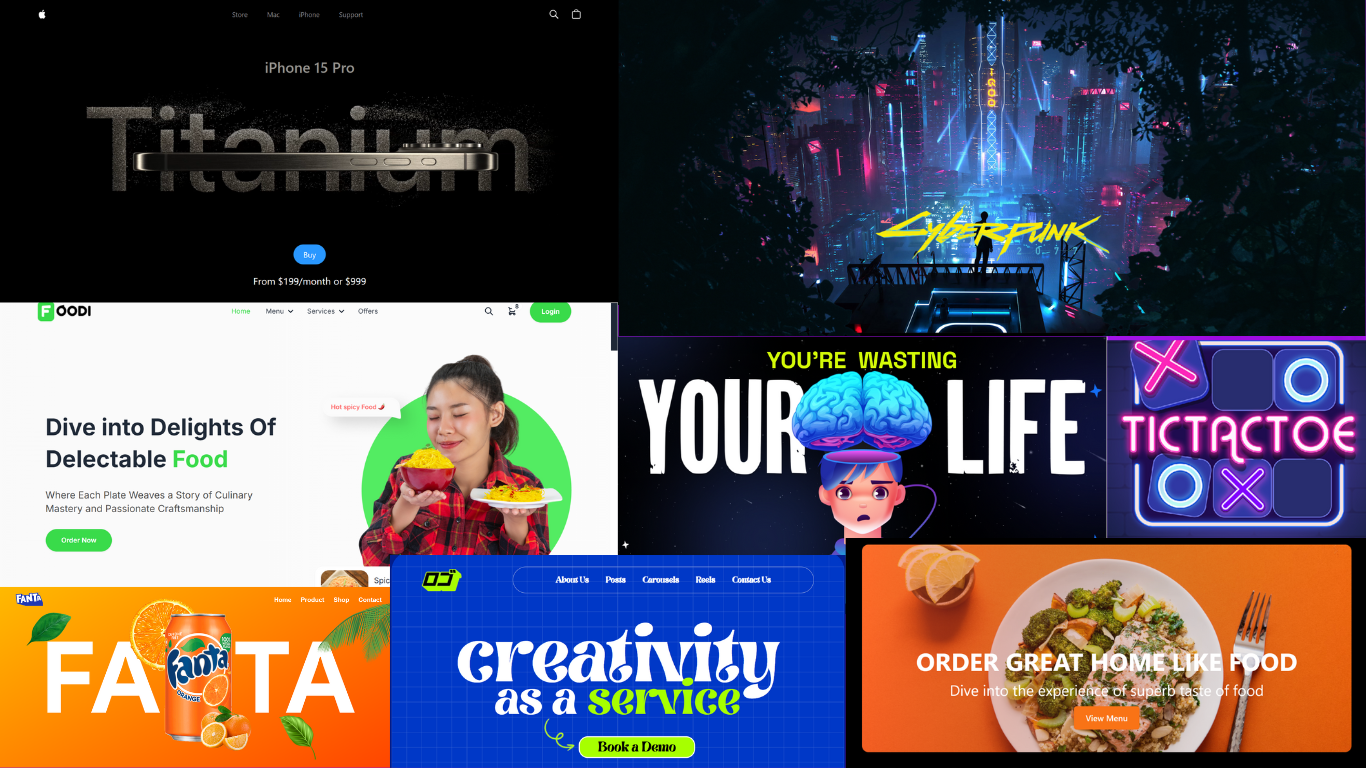 Store Mac iPhone Support
iPhone 15 Pro
Titanium
Buy
From $199/month or $999
CYBERPUNK
2077
FOODI
Home Menu Services Offers
8
Login
Hot spicy Food
Dive into Delights Of
Delectable Food
Where Each Plate Weaves a Story of Culinary
Mastery and Passionate Craftsmanship
Order Now
Spic
YOU'RE WASTING
YOUR LIFE
TICTACTOE
FANTA
Home Product Shop Contact
FANTA
fanta
ORANGE
About Us Posts Carousels Reels Contact Us
creativity
as a service
Book a Demo
ORDER GREAT HOME LIKE FOOD
Dive into the experience of superb taste of food
View Menu